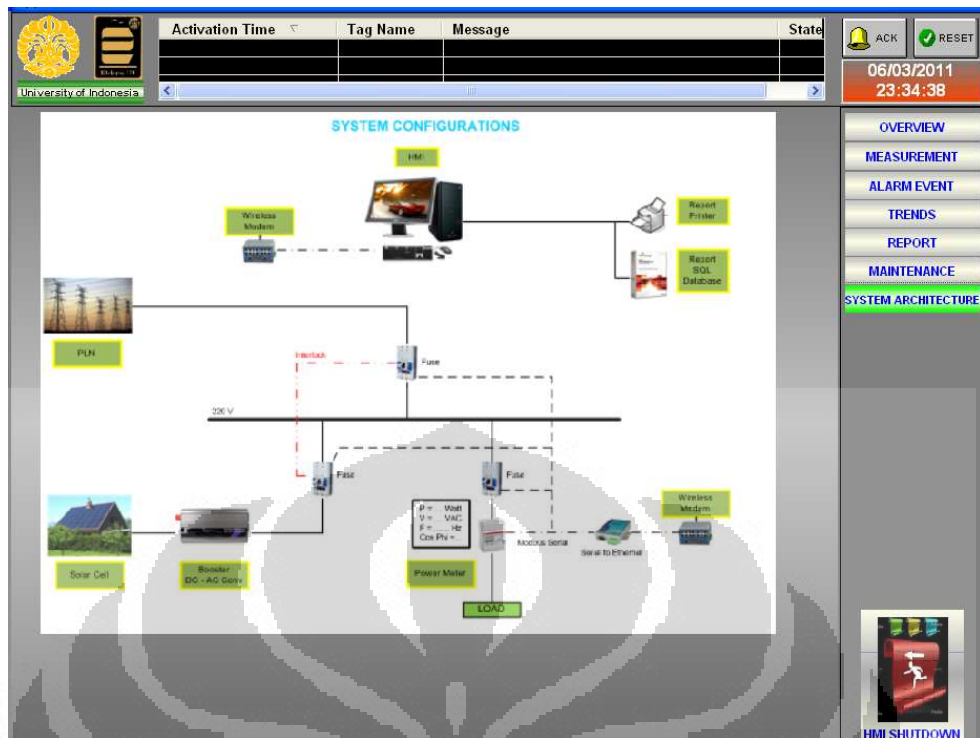 Activation Time
Tag Name
Message
State
ACK
RESET
University of Indonesia
06/03/2011
23:34:38
SYSTEM CONFIGURATIONS
OVERVIEW
MEASUREMENT
ALARM EVENT
TRENDS
REPORT
MAINTENANCE
SYSTEM ARCHITECTURE
HMI
Wireless
Modem
Report
Printer
Report
SQL
Database
PLN
Interlock
Fuse
220 V
Fuse
Fuse
P = ... Watt
V = ... VAC
F = ... Hz
Cos Phi = ...
Wireless
Modem
Modbus Serial
Serial to Ethernet
Solar Cell
Booster
DC - AC Conv
Power Meter
LOAD
HMI SHUTDOWN